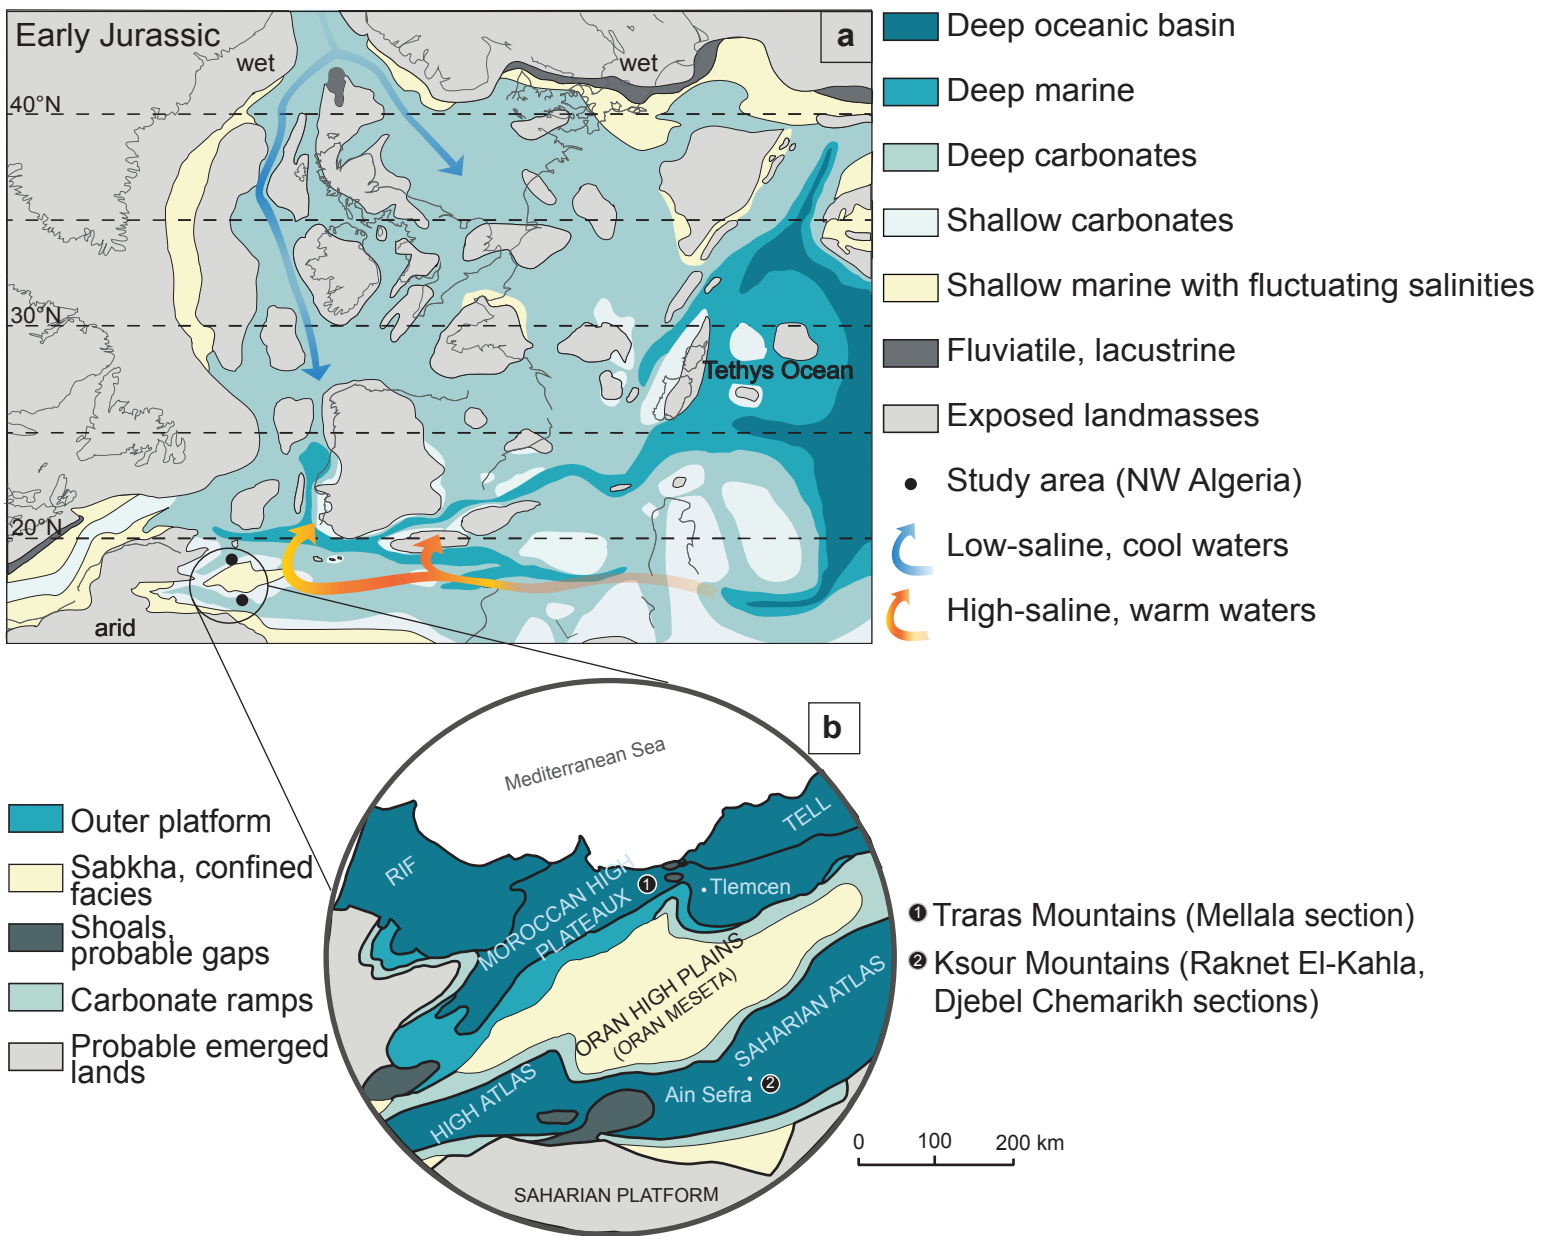 Early Jurassic
a
wet
wet
40°N
30°N
Tethys Ocean
20°N
arid
Deep oceanic basin
Deep marine
Deep carbonates
Shallow carbonates
Shallow marine with fluctuating salinities
Fluviatile, lacustrine
Exposed landmasses
Study area (NW Algeria)
Low-saline, cool waters
High-saline, warm waters
b
Outer platform
Sabkha, confined
facies
Shoals,
probable gaps
Carbonate ramps
Probable emerged
lands
Mediterranean Sea
TELL
RIF
MOROCCAN HIGH
PLATEAUX
1
Tlemcen
ORAN HIGH PLAINS
(ORAN MESETA)
SAHARIAN ATLAS
HIGH ATLAS
Ain Sefra
2
SAHARIAN PLATFORM
1 Traras Mountains (Mellala section)
2 Ksour Mountains (Raknet El-Kahla,
Djebel Chemarikh sections)
0 100 200 km